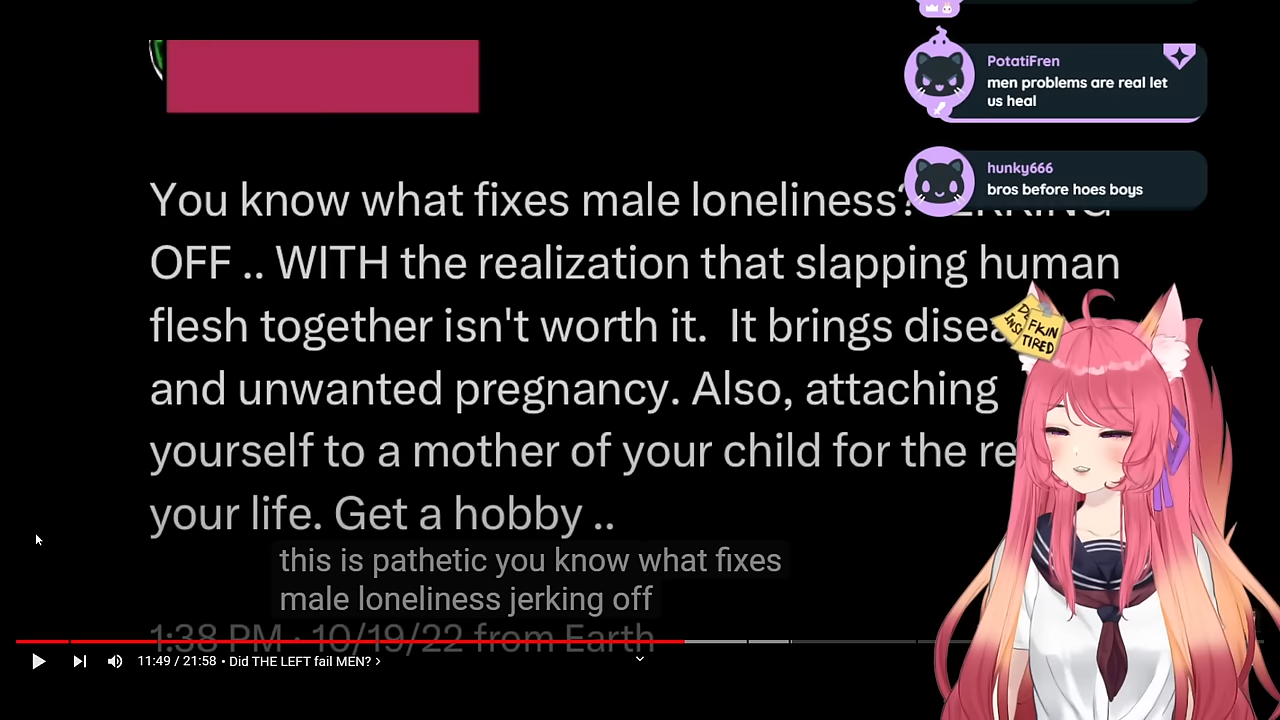 PotatiFren
men problems are real let
us heal
hunky666
bros before hoes boys
You know what fixes male loneliness?
OFF .. WITH the realization that slapping human
flesh together isn't worth it.  It brings
and unwanted pregnancy. Also, attaching
yourself to a mother of your child for the
your life. Get a hobby ..
this is pathetic you know what fixes
male loneliness jerking off
1:38 PM · 10/19/22 from Earth
11:49 / 21:58 • Did THE LEFT fail MEN? ›
FKIN
TIRED